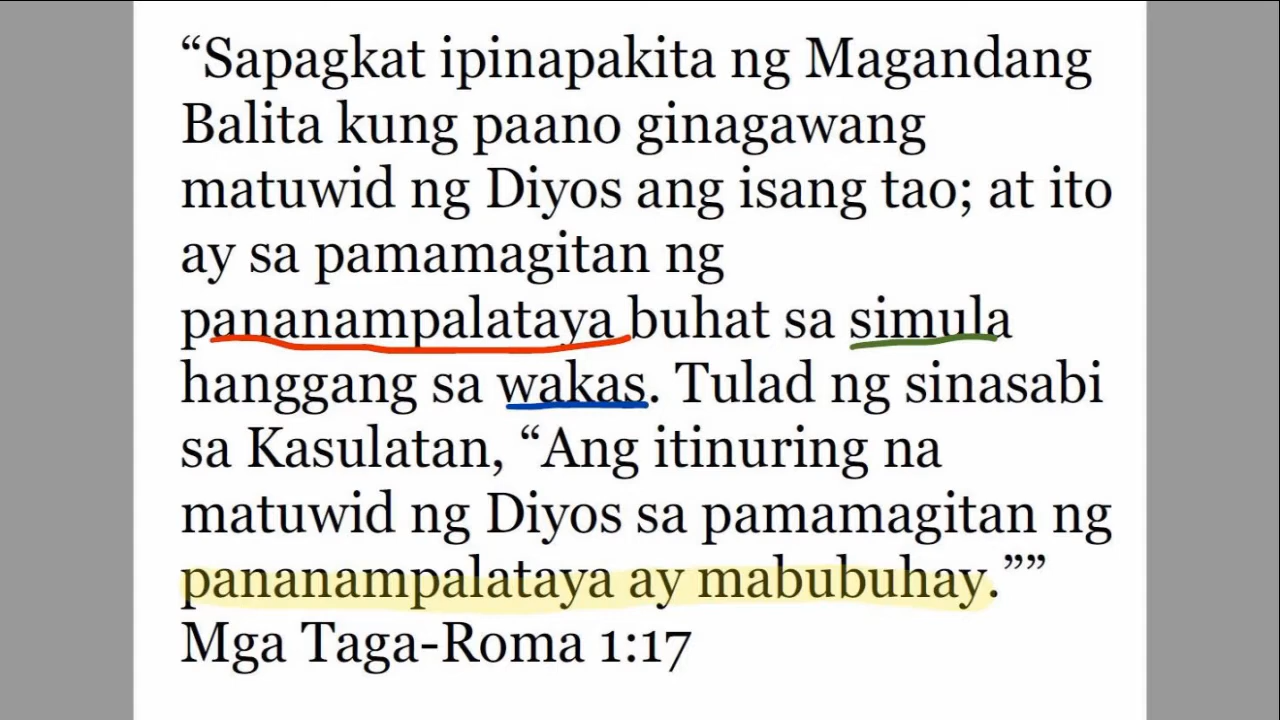 “Sapagkat ipinapakita ng Magandang
Balita kung paano ginagawang
matuwid ng Diyos ang isang tao; at ito
ay sa pamamagitan ng
pananampalataya buhat sa simula
hanggang sa wakas. Tulad ng sinasabi
sa Kasulatan, “Ang itinuring na
matuwid ng Diyos sa pamamagitan ng
pananampalataya ay mabubuhay.””
Mga Taga-Roma 1:17